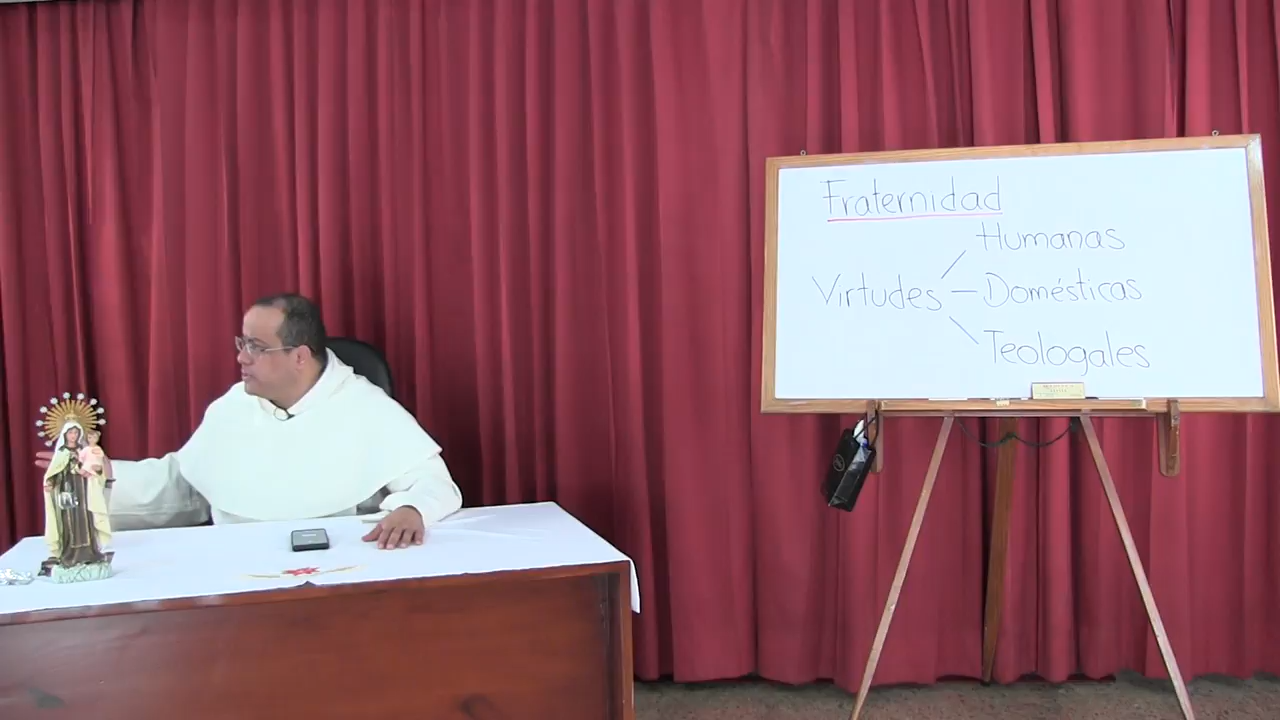 Fraternidad
Humanas
Virtudes — Domésticas
Teologales